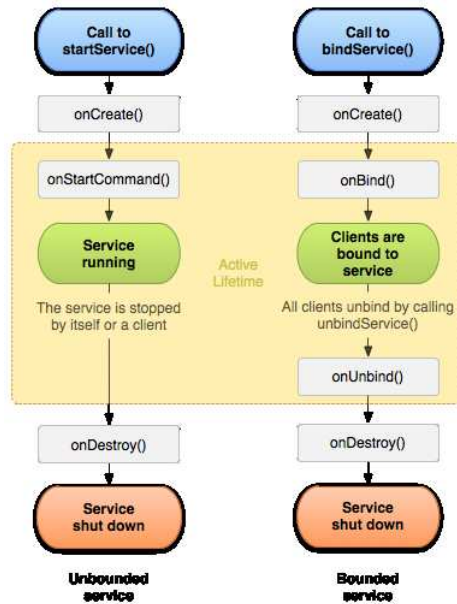 Call to
startService()
onCreate()
onStartCommand()
Service
running
The service is stopped
by itself or a client
onDestroy()
Service
shut down
Unbounded
service
Call to
bindService()
onCreate()
onBind()
Clients are
bound to
service
All clients unbind by calling
unbindService()
onUnbind()
onDestroy()
Service
shut down
Bounded
service
Active
Lifetime